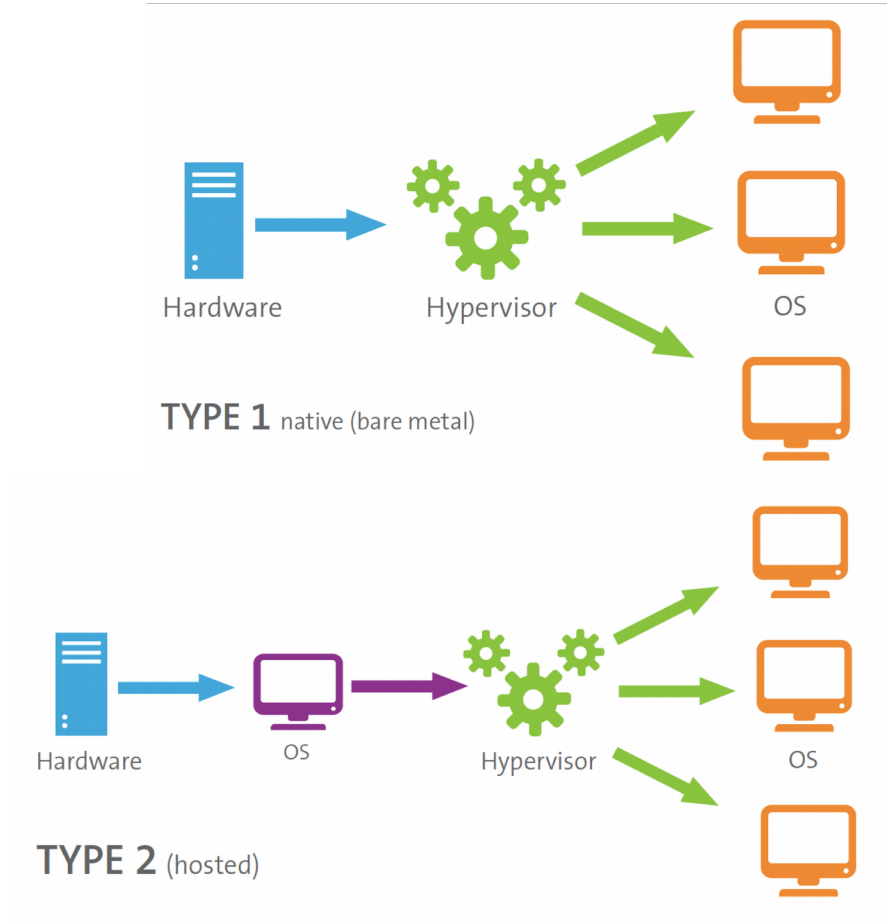 Hardware
Hypervisor
OS
TYPE 1 native (bare metal)
Hardware
OS
Hypervisor
OS
TYPE 2 (hosted)